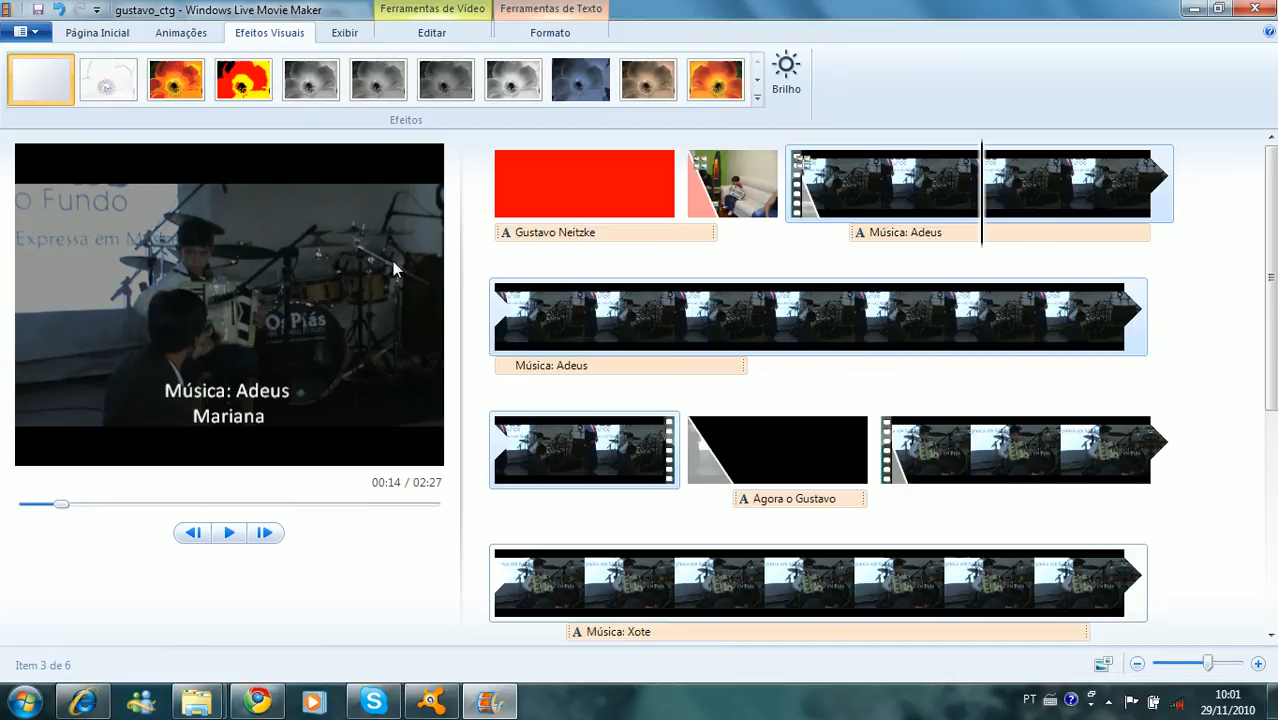 gustavo_ctg - Windows Live Movie Maker
Ferramentas de Vídeo
Ferramentas de Texto
Página Inicial
Animações
Efeitos Visuais
Exibir
Editar
Formato
Brilho
Efeitos
o Fundo
Expressa em
Os Piás
Música: Adeus
Mariana
00:14 / 02:27
A Gustavo Neitzke
A Música: Adeus
Música: Adeus
A Agora o Gustavo
A Música: Xote
Item 3 de 6
PT
10:01
29/11/2010